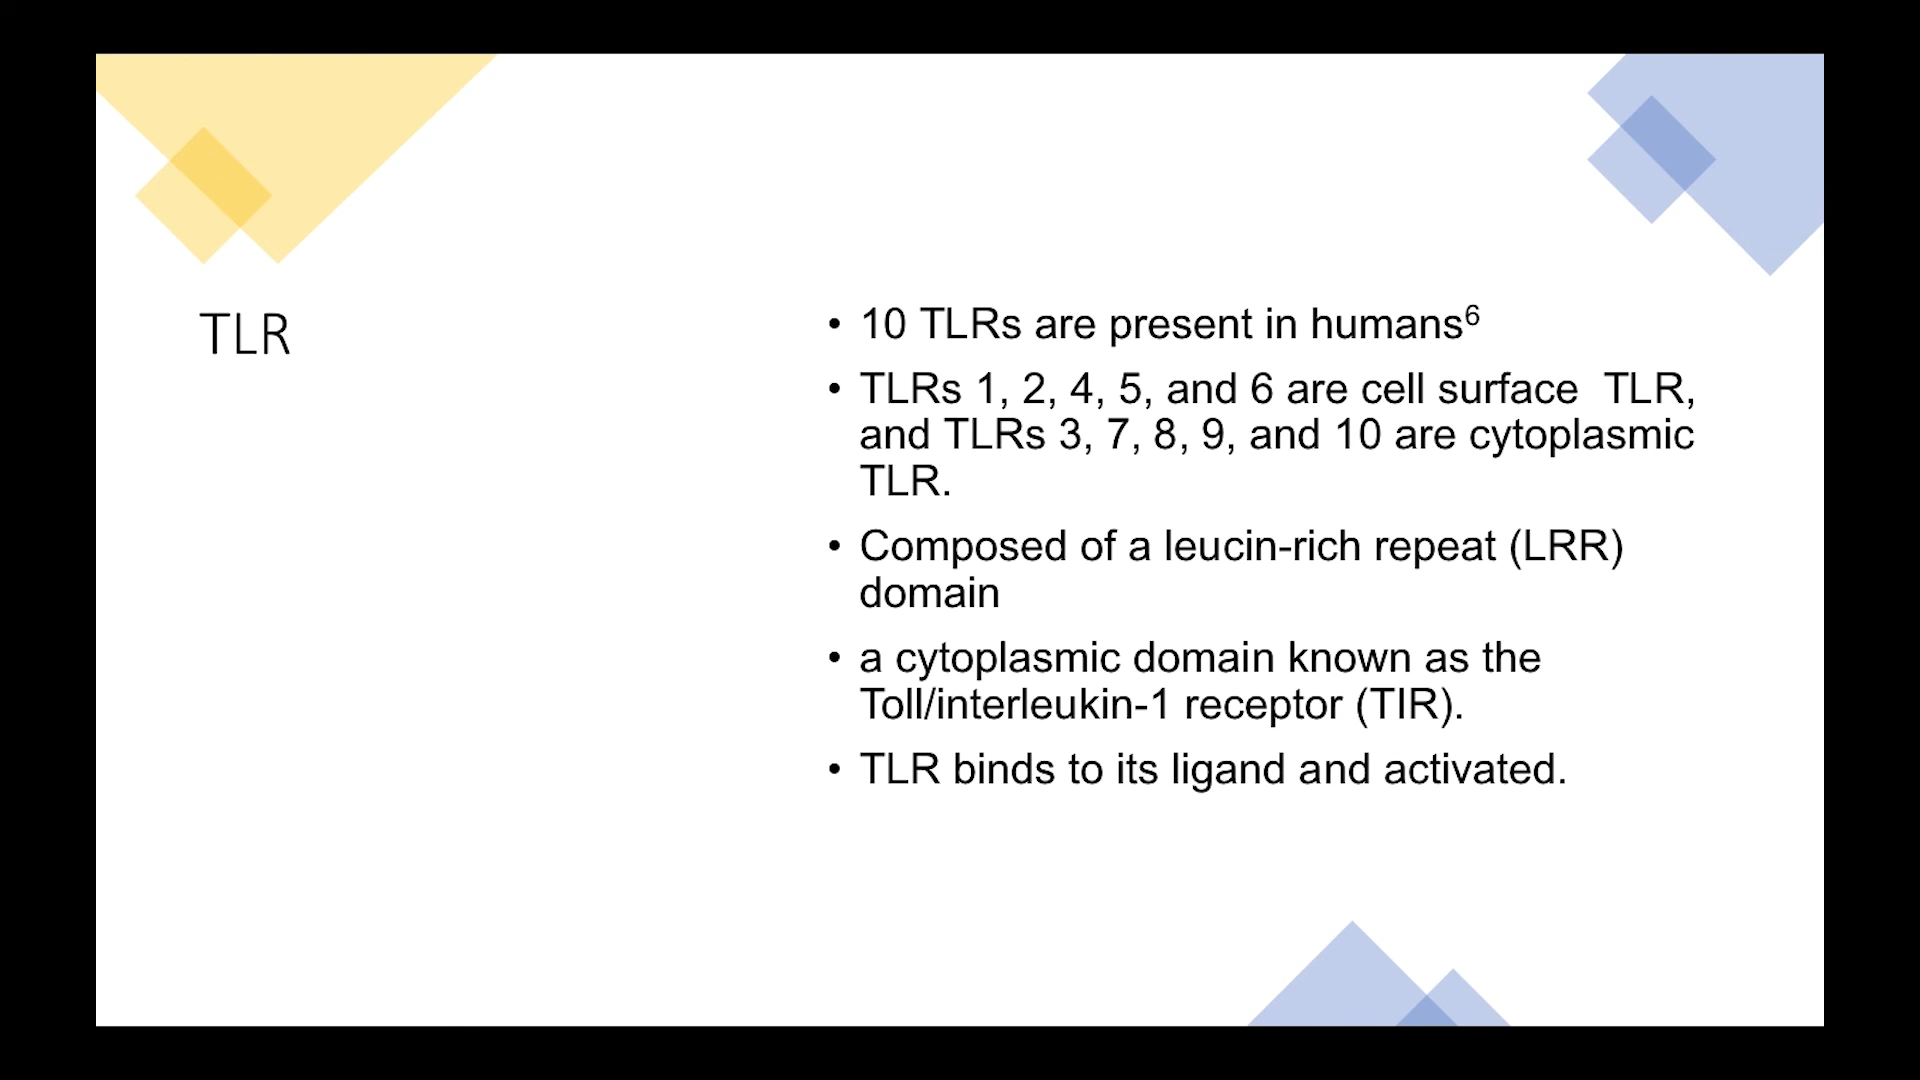 TLR
• 10 TLRs are present in humans⁶
• TLRs 1, 2, 4, 5, and 6 are cell surface  TLR,
and TLRs 3, 7, 8, 9, and 10 are cytoplasmic
TLR.
• Composed of a leucin-rich repeat (LRR)
domain
• a cytoplasmic domain known as the
Toll/interleukin-1 receptor (TIR).
• TLR binds to its ligand and activated.